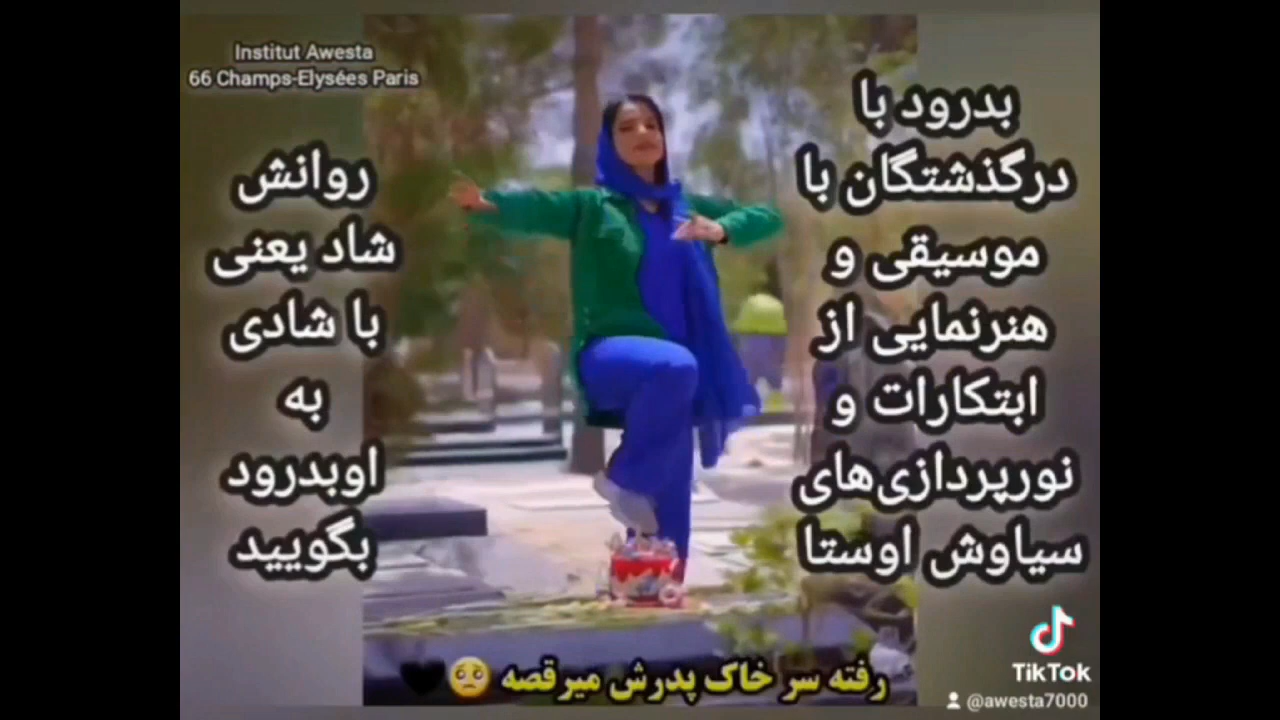 Institut Awesta
66 Champs-Elysées Paris
بدرود با
درگذشتگان با
موسیقی و
هنرنمایی از
ابتکارات و
نورپردازی‌های
سیاوش اوستا
روانش
شاد یعنی
با شادی
به
اوبدرود
بگویید
رفته سر خاک پدرش میرقصه 🥺🖤
TikTok
@awesta7000